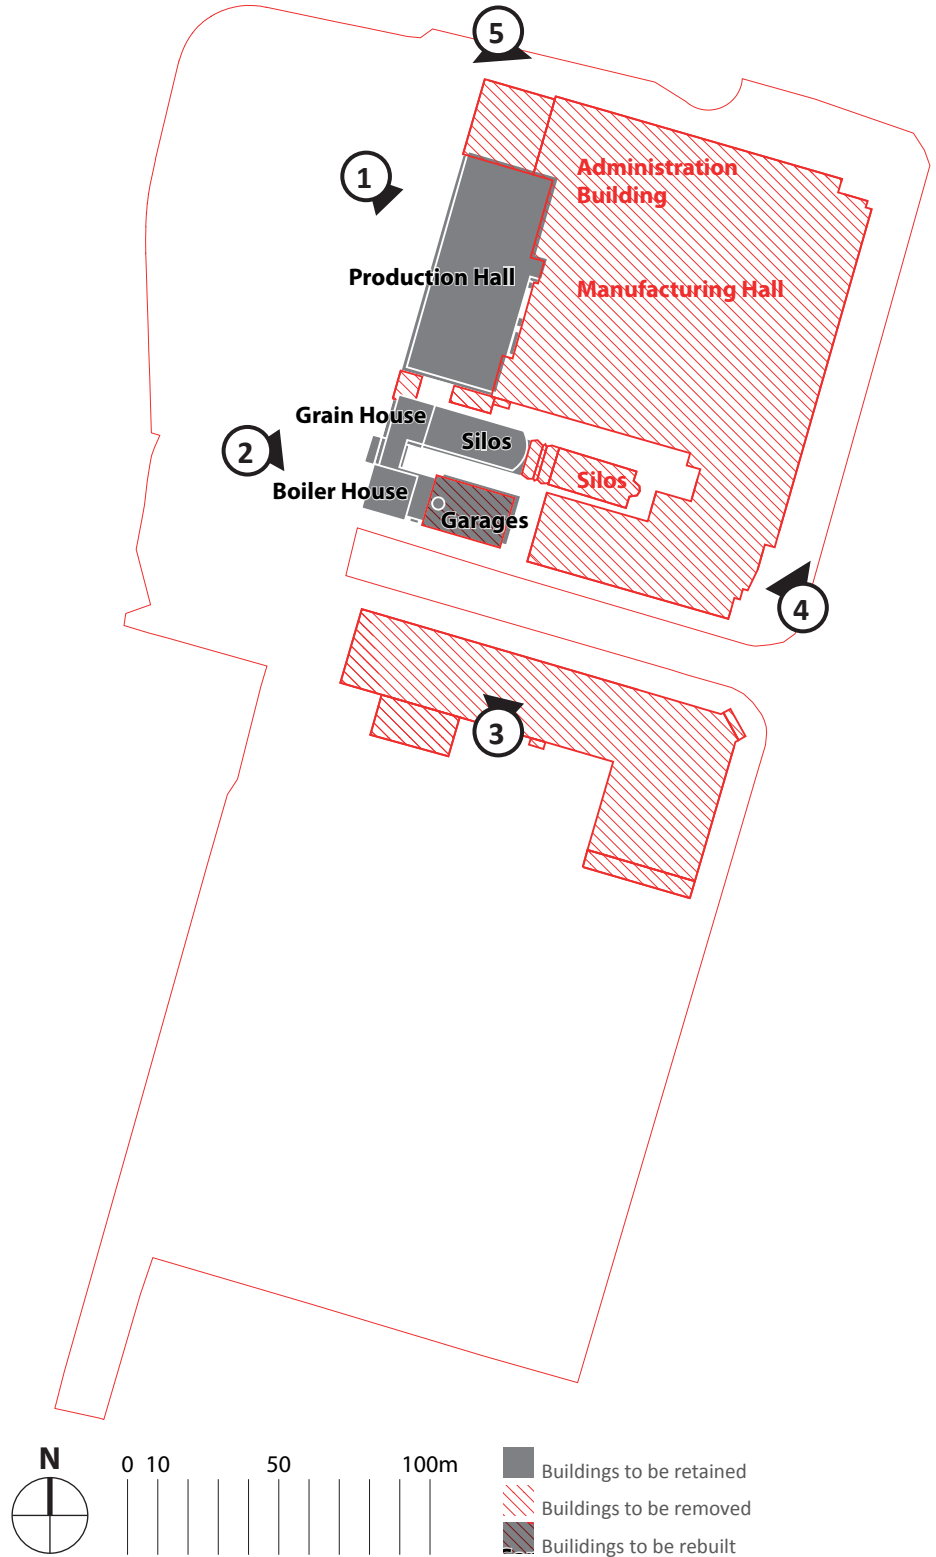 5
1
Administration
Building
Production Hall
Manufacturing Hall
Grain House
Silos
2
Silos
Boiler House
Garages
4
3
N
0 10 50 100m
Buildings to be retained
Buildings to be removed
Builidings to be rebuilt